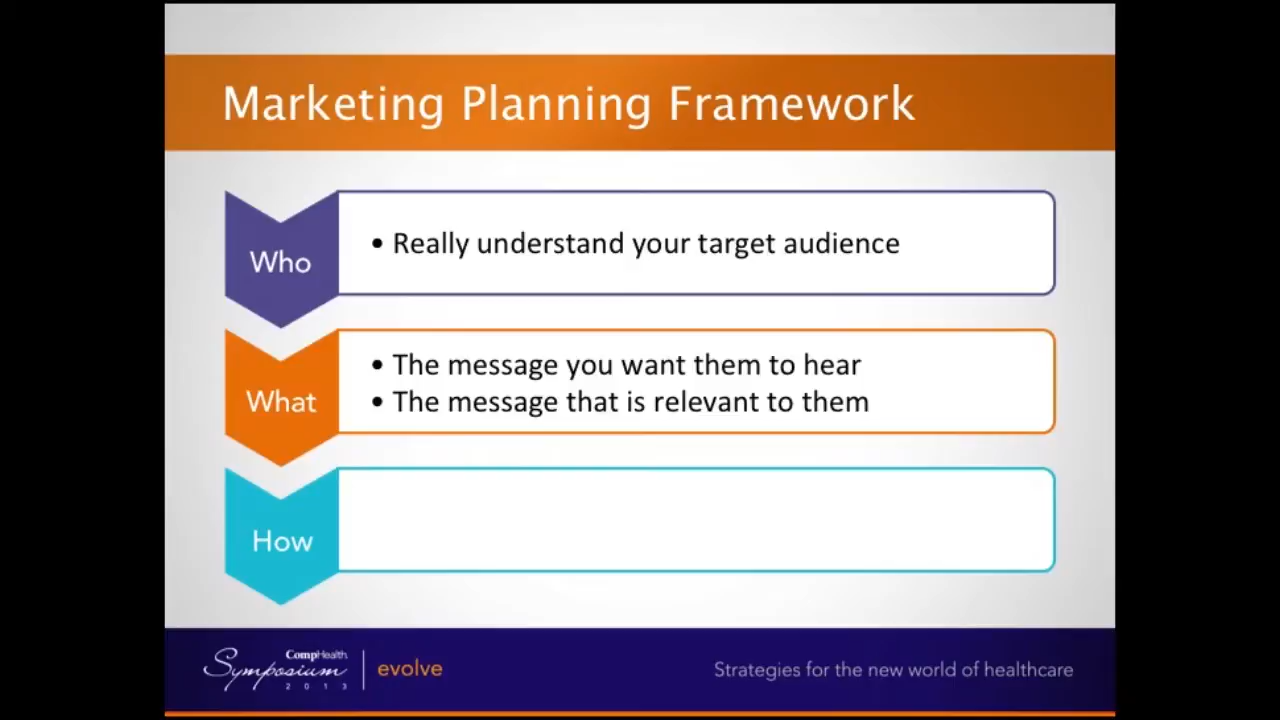 Marketing Planning Framework
Who
• Really understand your target audience
What
• The message you want them to hear
• The message that is relevant to them
How
CompHealth
Symposium
2013
evolve
Strategies for the new world of healthcare